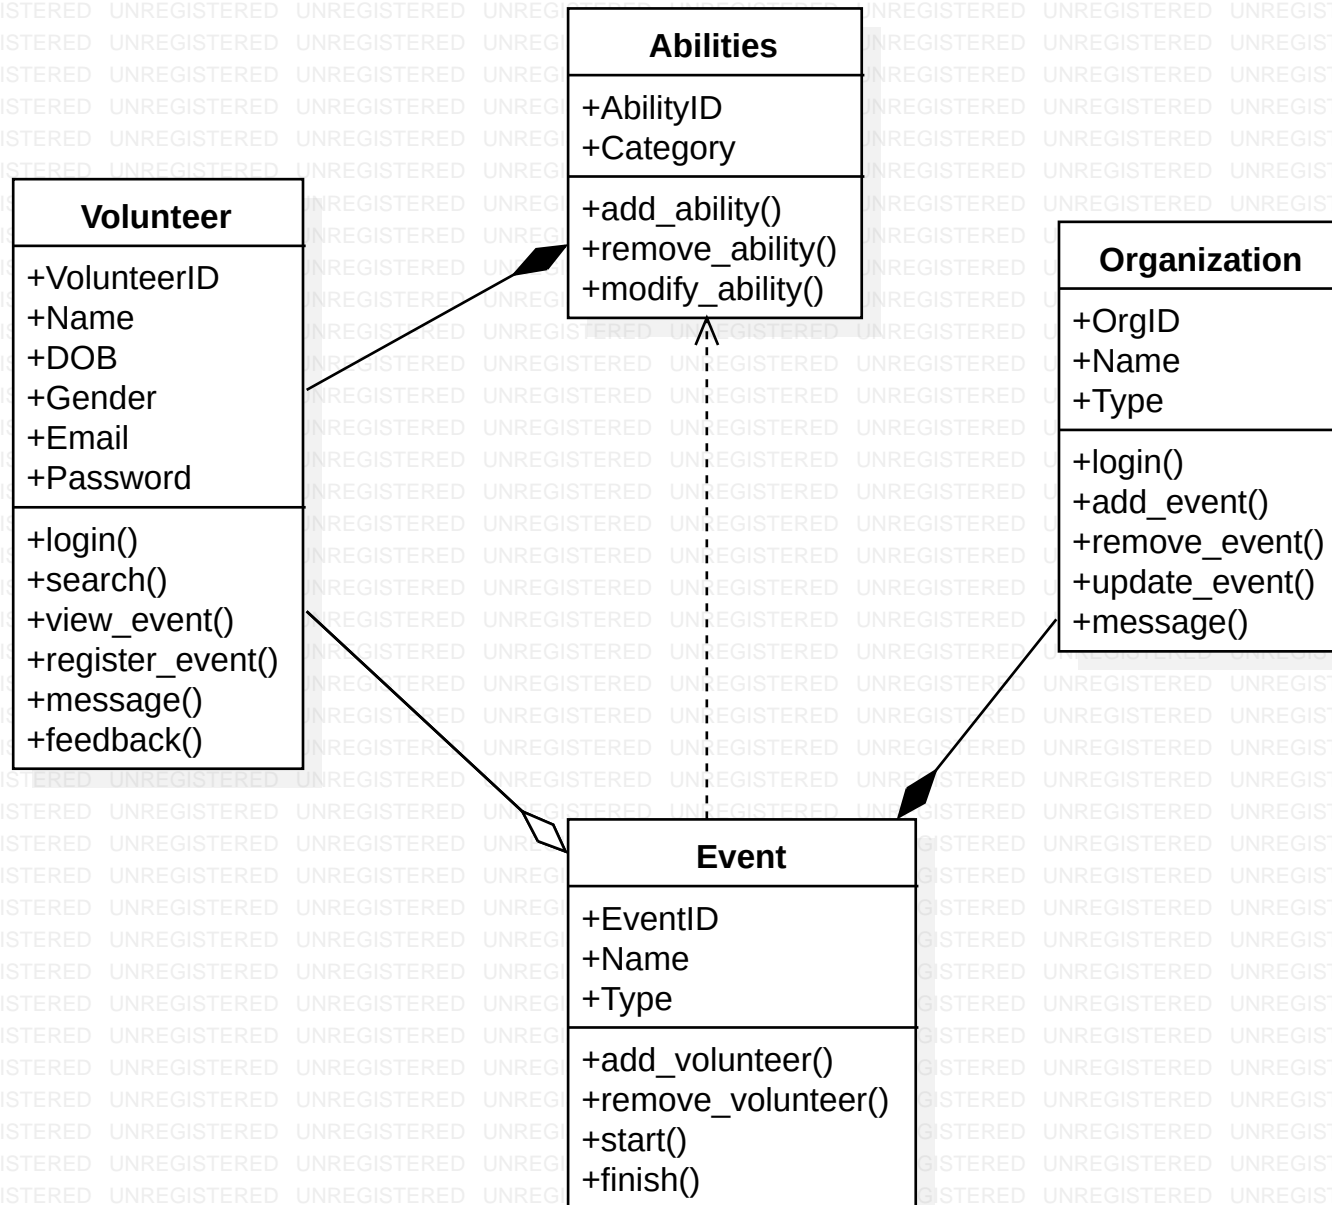 Abilities
+AbilityID
+Category
+add_ability()
+remove_ability()
+modify_ability()
Volunteer
+VolunteerID
+Name
+DOB
+Gender
+Email
+Password
+login()
+search()
+view_event()
+register_event()
+message()
+feedback()
Organization
+OrgID
+Name
+Type
+login()
+add_event()
+remove_event()
+update_event()
+message()
Event
+EventID
+Name
+Type
+add_volunteer()
+remove_volunteer()
+start()
+finish()
UNREGISTERED